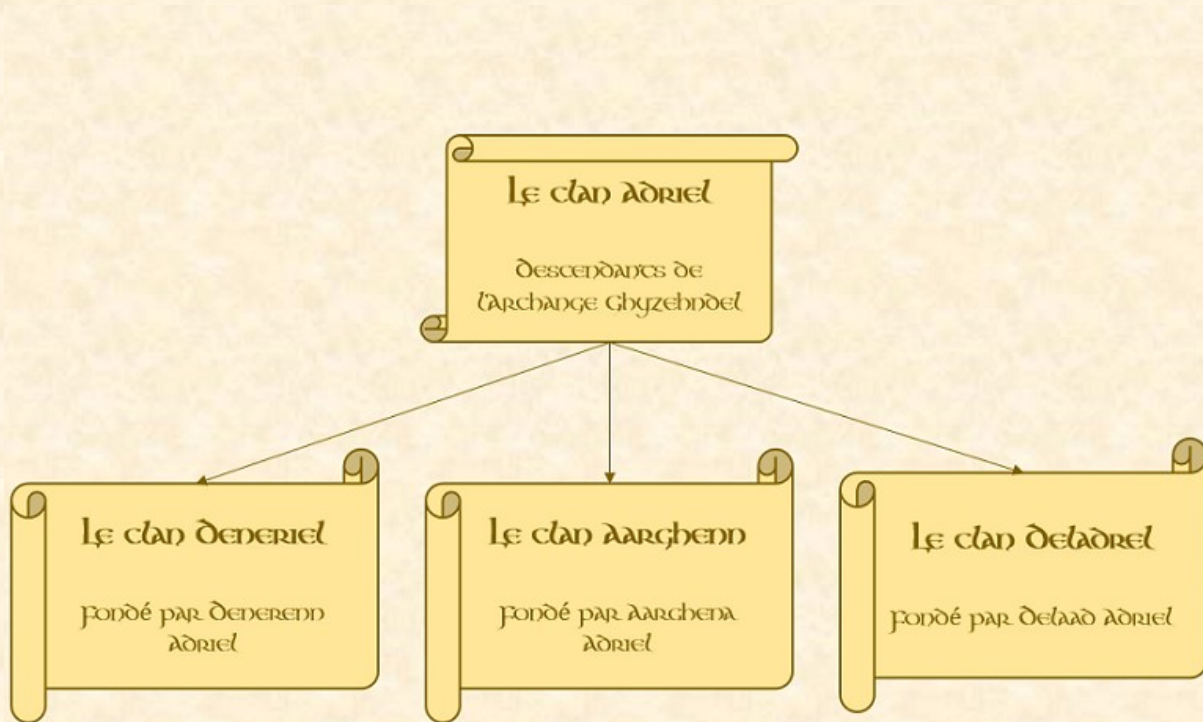 Le clan Adriel
Descendants de
l'Archange Ghyzehndel
Le clan Deneriel
Fondé par Denerenn
Adriel
Le clan Aarghenn
Fondé par Aarghena
Adriel
Le clan Deladrel
Fondé par Delaad Adriel